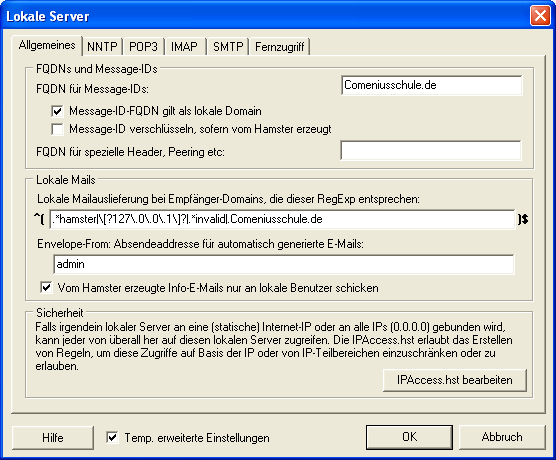 Lokale Server
Allgemeines NNTP POP3 IMAP SMTP Fernzugriff
FQDNs und Message-IDs
FQDN für Message-IDs: Comeniusschule.de
Message-ID-FQDN gilt als lokale Domain
Message-ID verschlüseln, sofern vom Hamster erzeugt
FQDN für spezielle Header, Peering etc:
Lokale Mails
Lokale Mailauslieferung bei Empfänger-Domains, die dieser RegExp entsprechen:
^( .*hamster|\[?127\.0\.0\.1\]?|.*invalid|.Comeniusschule.de )$
Envelope-From: Absendeaddresse für automatisch generierte E-Mails:
admin
Vom Hamster erzeugte Info-E-Mails nur an lokale Benutzer schicken
Sicherheit
Falls irgendein lokaler Server an eine (statische) Internet-IP oder an alle IPs (0.0.0.0) gebunden wird,
kann jeder von überall her auf diesen lokalen Server zugreifen. Die IPAccess.hst erlaubt das Erstellen
von Regeln, um diese Zugriffe auf Basis der IP oder von IP-Teilbereichen einzuschränken oder zu
erlauben.
IPAccess.hst bearbeiten
Hilfe Temp. erweiterte Einstellungen OK Abbruch